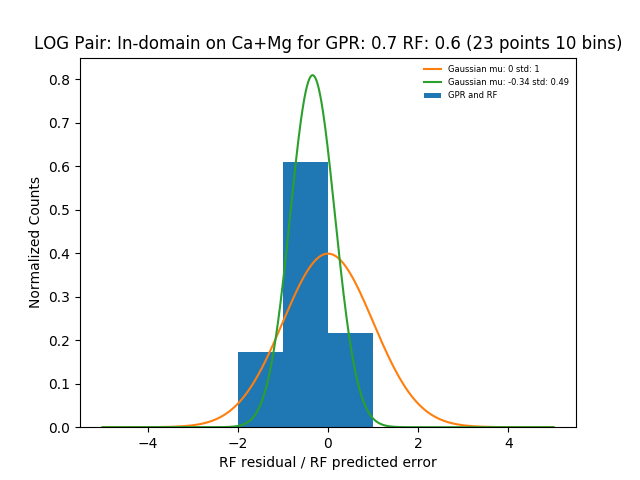 LOG Pair: In-domain on Ca+Mg for GPR: 0.7 RF: 0.6 (23 points 10 bins)
Gaussian mu: 0 std: 1
Gaussian mu: -0.34 std: 0.49
GPR and RF
Normalized Counts
0.8
0.7
0.6
0.5
0.4
0.3
0.2
0.1
0.0
−4 −2 0 2 4
RF residual / RF predicted error